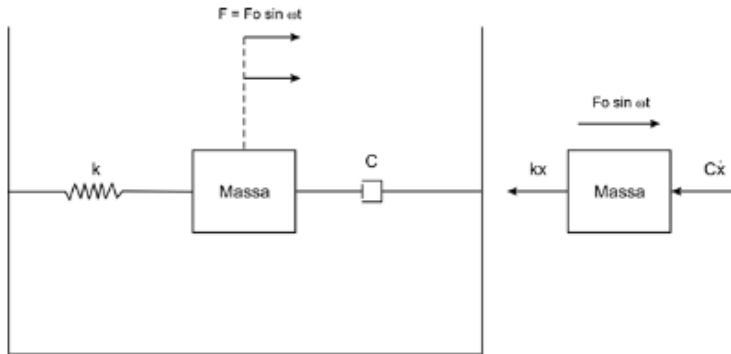 F = Fo sin ωt
Fo sin ωt
k
Massa
C
kx
Massa
Cẋ